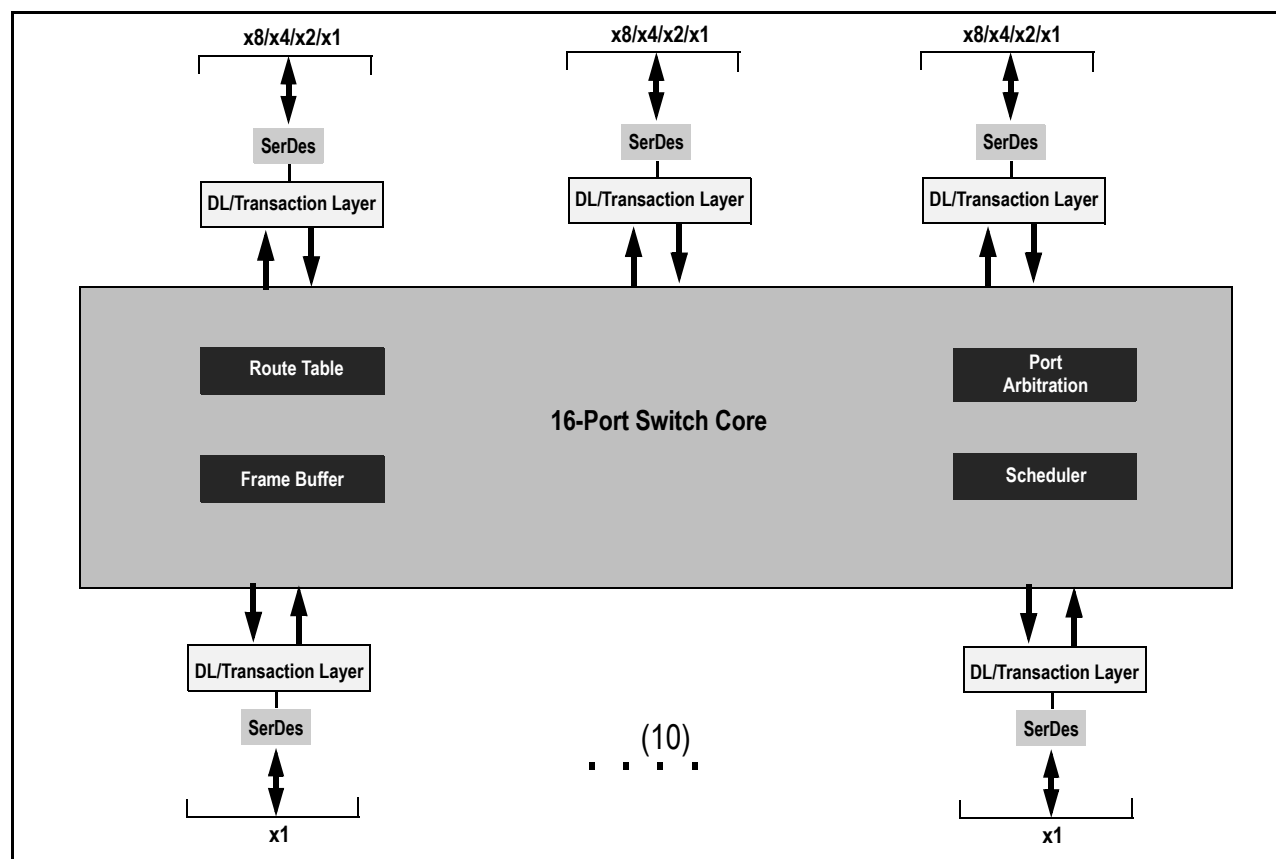 x8/x4/x2/x1 x8/x4/x2/x1 x8/x4/x2/x1
SerDes SerDes SerDes
DL/Transaction Layer DL/Transaction Layer DL/Transaction Layer
Route Table
Port
Arbitration
16-Port Switch Core
Frame Buffer
Scheduler
DL/Transaction Layer DL/Transaction Layer
SerDes SerDes
(10)
. . . .
x1 x1